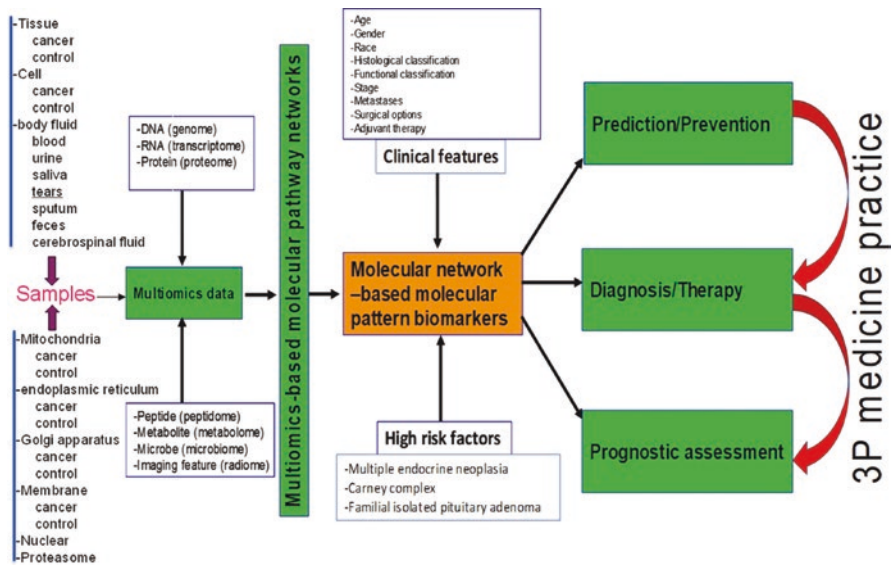 -Tissue
cancer
control
-Cell
cancer
control
-body fluid
blood
urine
saliva
tears
sputum
feces
cerebrospinal fluid
Samples
-Mitochondria
cancer
control
-endoplasmic reticulum
cancer
control
-Golgi apparatus
cancer
control
-Membrane
cancer
control
-Nuclear
-Proteasome
-DNA (genome)
-RNA (transcriptome)
-Protein (proteome)
Multiomics data
-Peptide (peptidome)
-Metabolite (metabolome)
-Microbe (microbiome)
-Imaging feature (radiome)
Multiomics-based molecular pathway networks
-Age
-Gender
-Race
-Histological classification
-Functional classification
-Stage
-Metastases
-Surgical options
-Adjuvant therapy
Clinical features
Molecular network
–based molecular
pattern biomarkers
High risk factors
-Multiple endocrine neoplasia
-Carney complex
-Familial isolated pituitary adenoma
Prediction/Prevention
Diagnosis/Therapy
Prognostic assessment
3P medicine practice